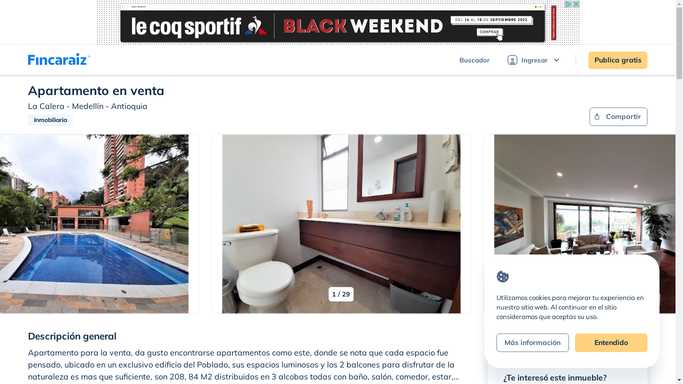 le coq sportif
BLACK WEEKEND
DEL 16 AL 18 DE SEPTIEMBRE 2022
COMPRAR
Fincaraiz
Buscador
Ingresar
Publica gratis
Apartamento en venta
La Calera - Medellín - Antioquia
Inmobiliaria
Compartir
1 / 29
Utilizamos cookies para mejorar tu experiencia en
nuestro sitio web. Al continuar en el sitio
consideramos que aceptas su uso.
Más información
Entendido
Descripción general
Apartamento para la venta, da gusto encontrarse apartamentos como este, donde se nota que cada espacio fue
pensado, ubicado en un exclusivo edificio del Poblado, sus espacios luminosos y los 2 balcones para disfrutar de la
naturaleza es mas que suficiente, son 208, 84 M2 distribuidos en 3 alcobas todas con baño, salón, comedor, estar,...
¿Te interesó este inmueble?